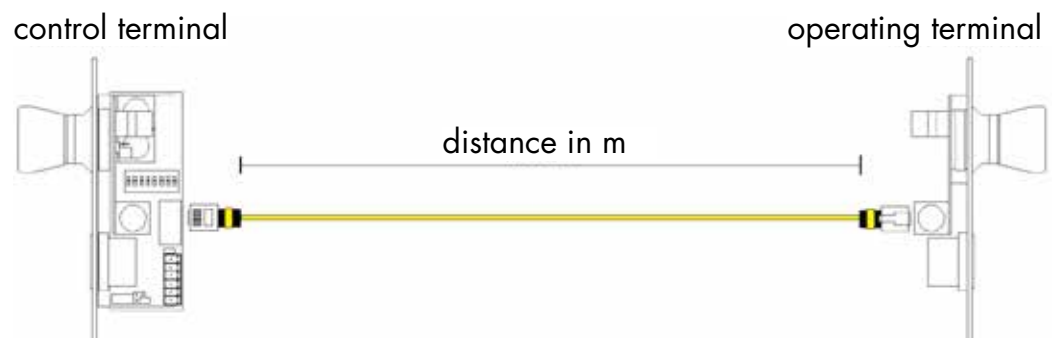 control terminal
operating terminal
distance in m